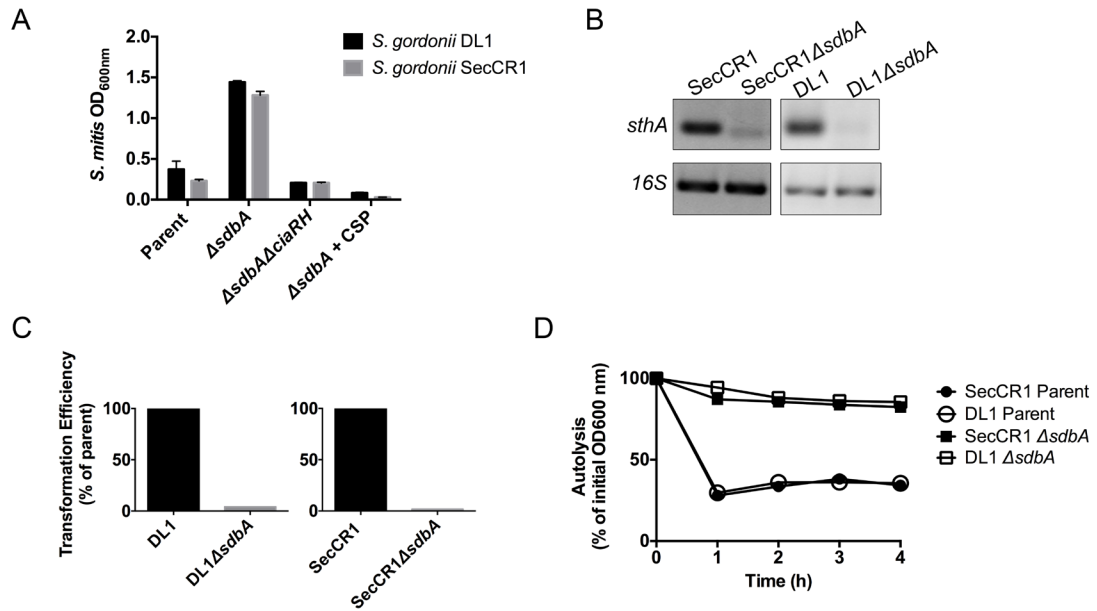 A
S. mitis OD600nm
2.0
1.5
1.0
0.5
0.0
S. gordonii DL1
S. gordonii SecCR1
Parent
ΔsdbA
ΔsdbAΔciaRH
ΔsdbA + CSP
B
SecCR1
SecCR1ΔsdbA
DL1
DL1ΔsdbA
sthA
16S
C
Transformation Efficiency
(% of parent)
100
50
0
DL1
DL1ΔsdbA
100
50
0
SecCR1
SecCR1ΔsdbA
D
Autolysis
(% of initial OD600 nm)
100
50
0
0 1 2 3 4
Time (h)
SecCR1 Parent
DL1 Parent
SecCR1 ΔsdbA
DL1 ΔsdbA